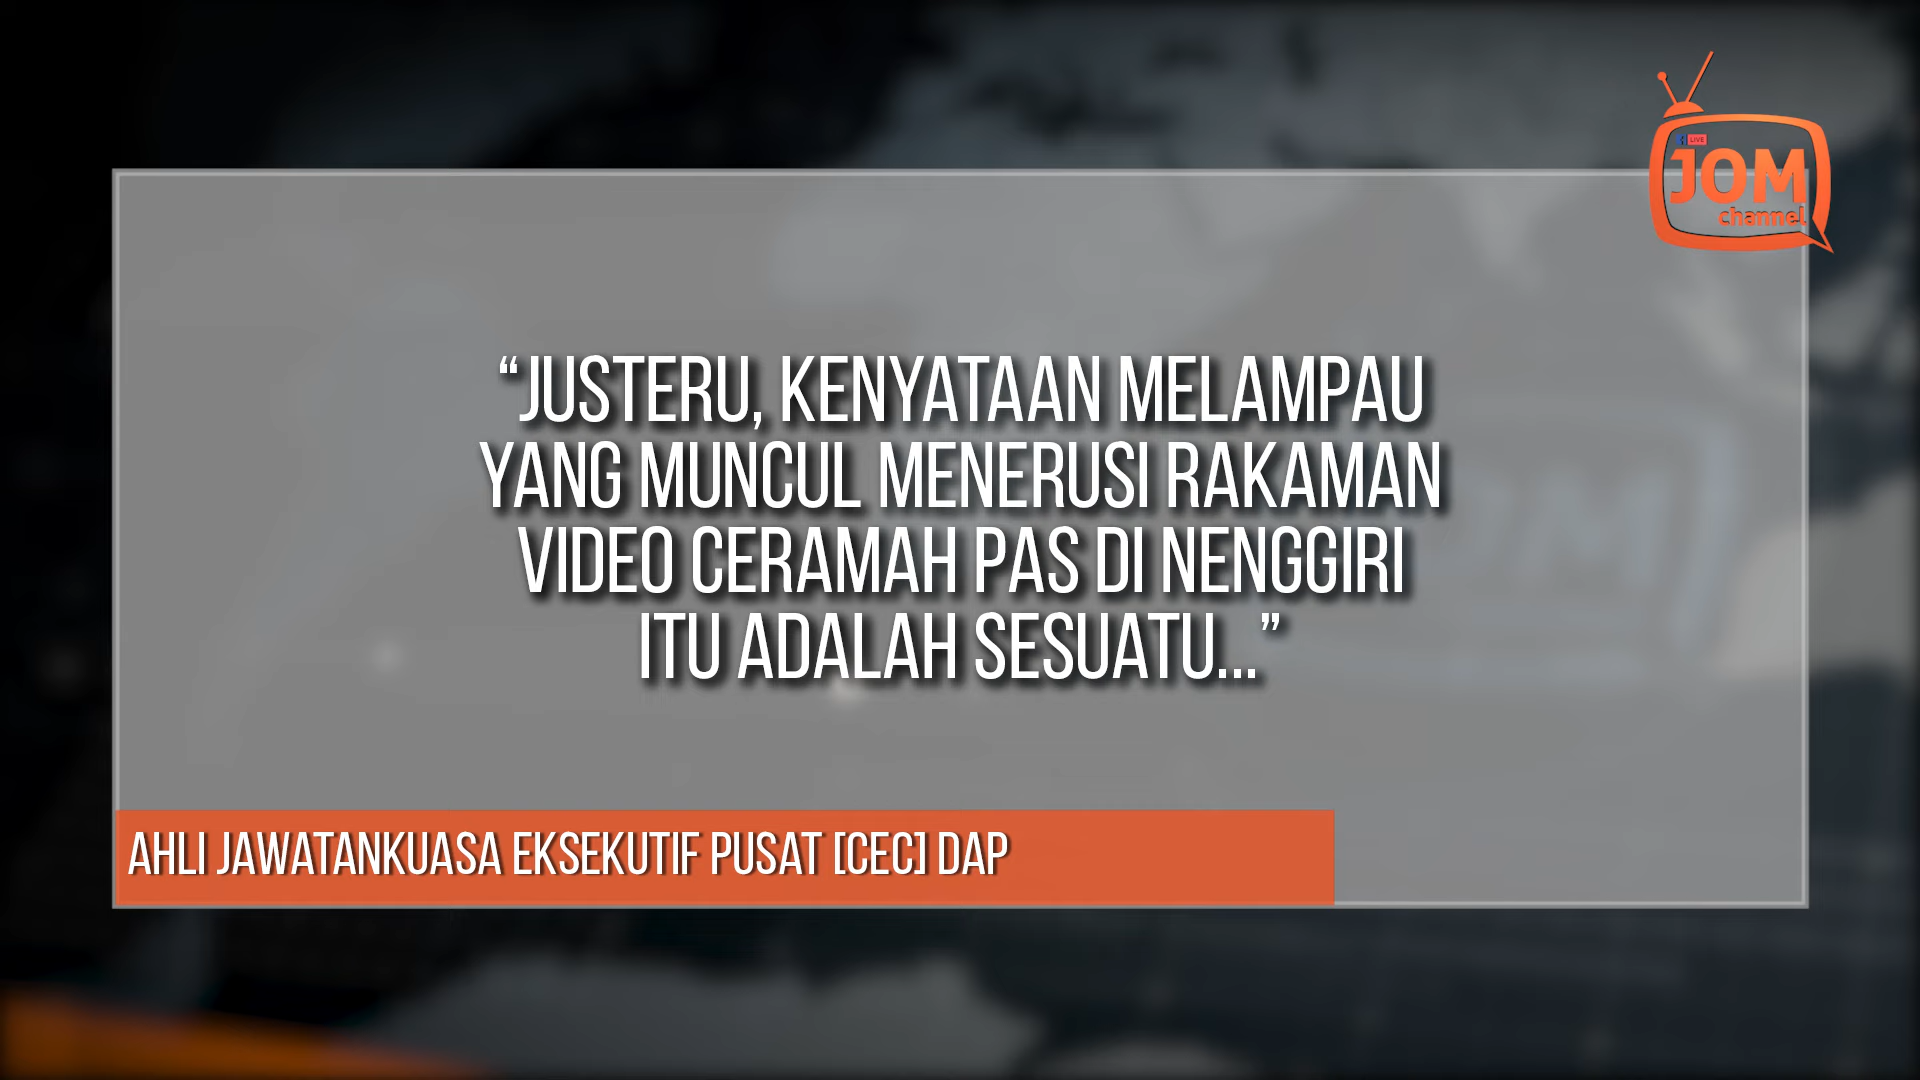 LIVE
JOM
channel
“JUSTERU, KENYATAAN MELAMPAU
YANG MUNCUL MENERUSI RAKAMAN
VIDEO CERAMAH PAS DI NENGGIRI
ITU ADALAH SESUATU...”
AHLI JAWATANKUASA EKSEKUTIF PUSAT [CEC] DAP